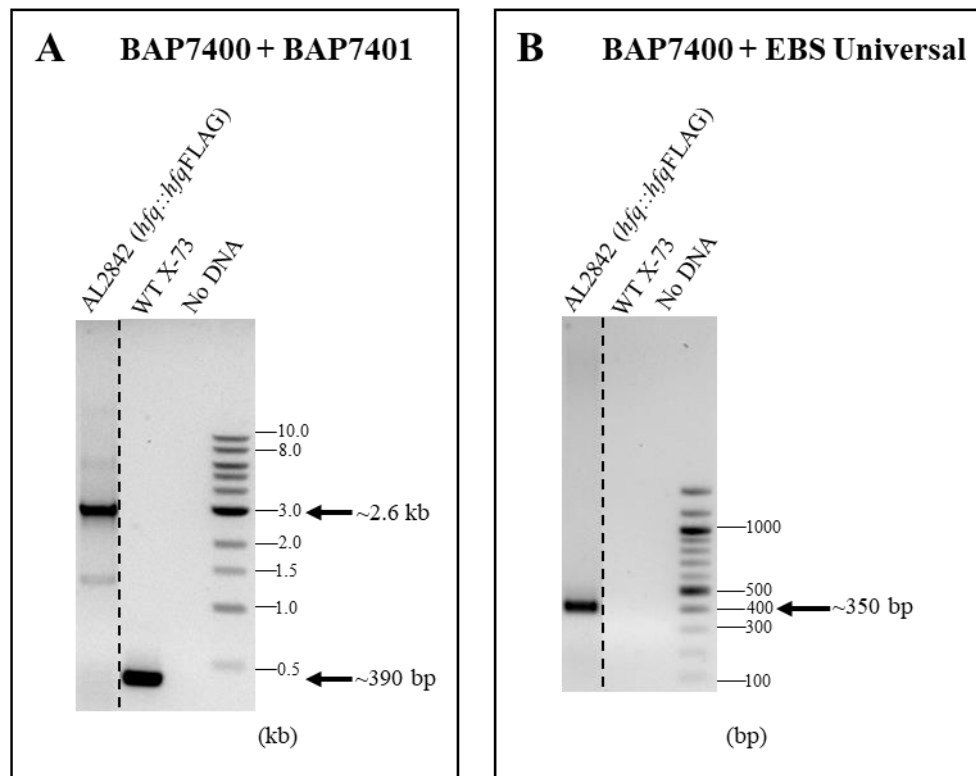 A BAP7400 + BAP7401
AL2842 (hfq::hfqFLAG)
WT X-73
No DNA
10.0
8.0
3.0
~2.6 kb
2.0
1.5
1.0
0.5
~390 bp
(kb)
B BAP7400 + EBS Universal
AL2842 (hfq::hfqFLAG)
WT X-73
No DNA
1000
500
400
~350 bp
300
100
(bp)